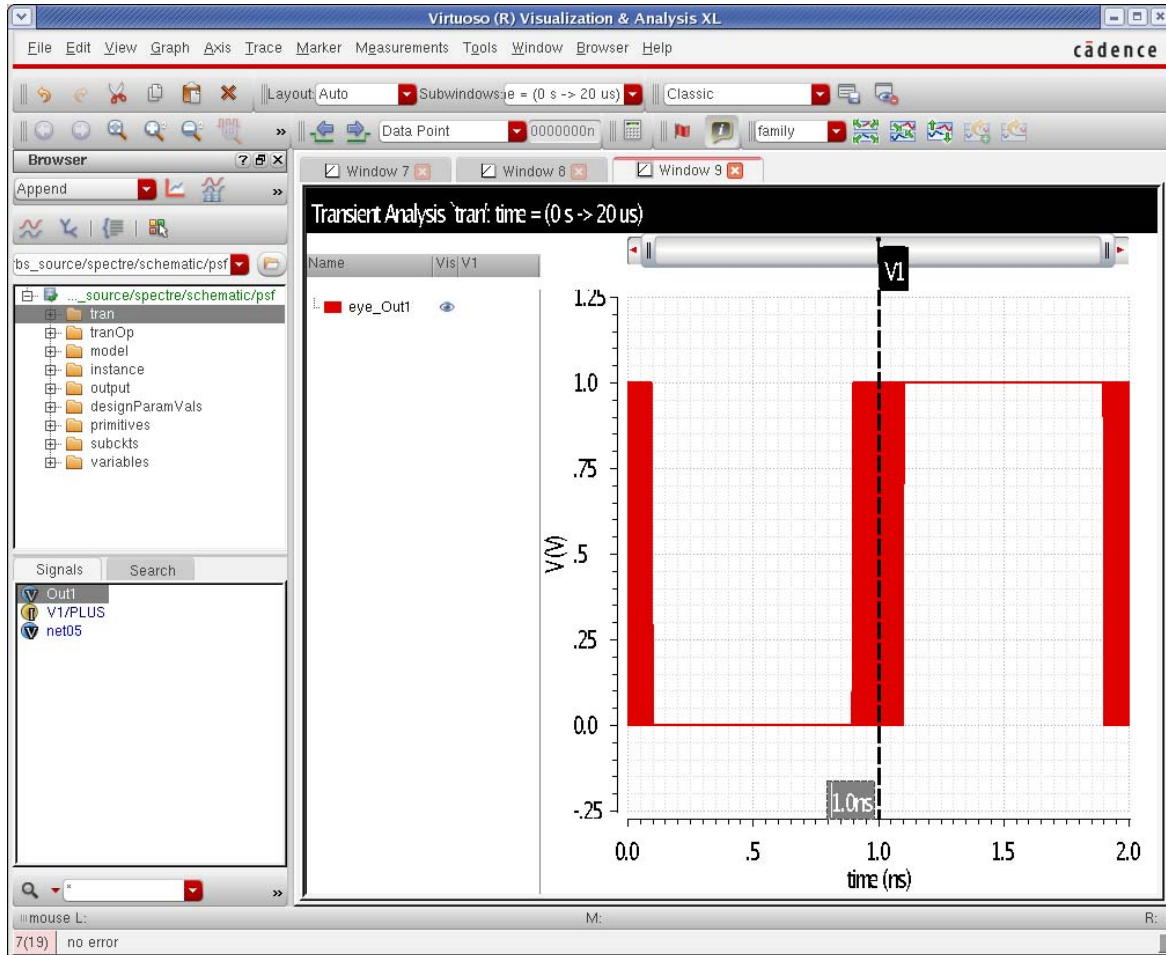 Virtuoso (R) Visualization & Analysis XL
File Edit View Graph Axis Trace Marker Measurements Tools Window Browser Help
cādence
Layout: Auto Subwindows: e = (0 s -> 20 us) Classic
» Data Point 0000000n family
Browser
Window 7 Window 8 Window 9
Append »
Transient Analysis `tran': time = (0 s -> 20 us)
bs_source/spectre/schematic/psf
Name Vis V1
..._source/spectre/schematic/psf
eye_Out1
tran
tranOp
model
instance
output
designParamVals
primitives
subckts
variables
V1
1.25
1.0
.75
.5
.25
0.0
-.25
V (V)
1.0ns
0.0 .5 1.0 1.5 2.0
time (ns)
Signals Search
Out1
V1/PLUS
net05
* »
mouse L: M: R:
7(19) no error